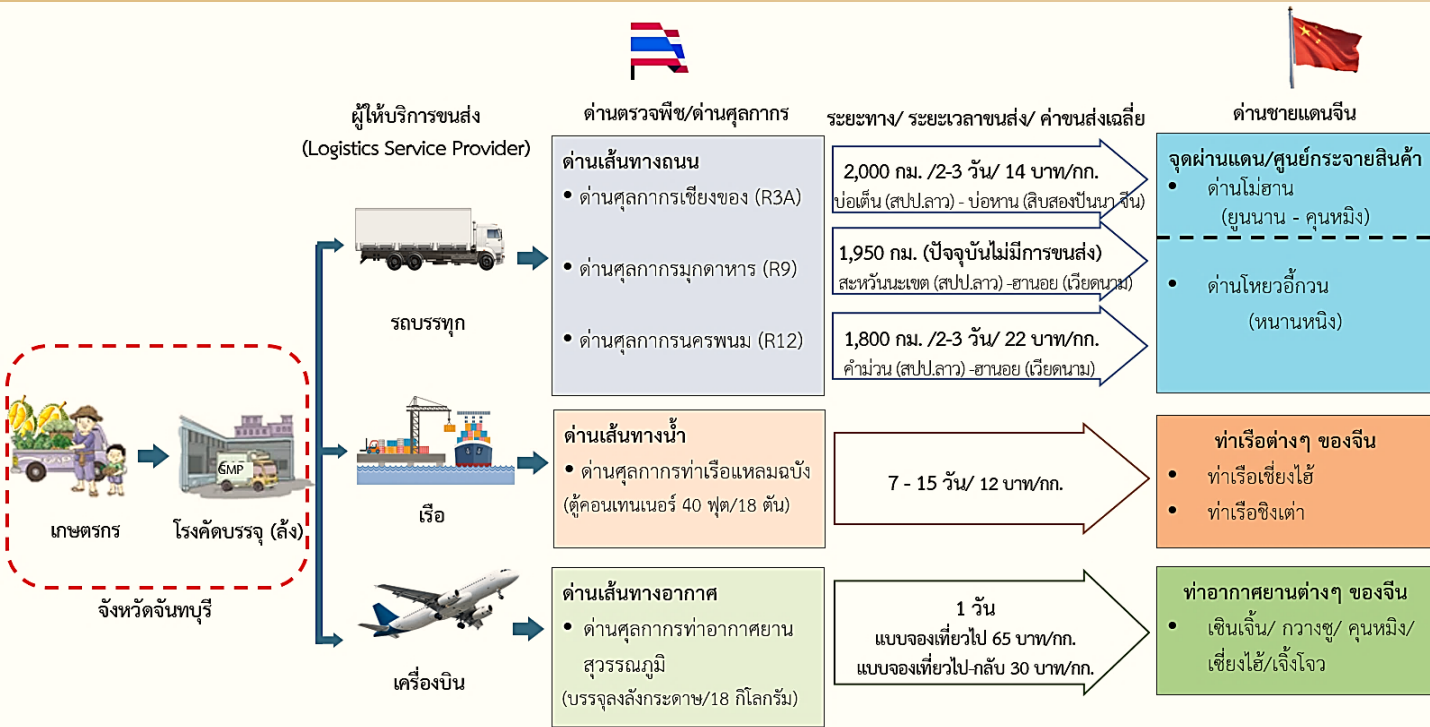 ผู้ให้บริการขนส่ง
(Logistics Service Provider)
ด่านตรวจพืช/ด่านศุลกากร
ระยะทาง/ ระยะเวลาขนส่ง/ ค่าขนส่งเฉลี่ย
ด่านชายแดนจีน
รถบรรทุก
ด่านเส้นทางถนน
• ด่านศุลกากรเชียงของ (R3A)
• ด่านศุลกากรมุกดาหาร (R9)
• ด่านศุลกากรนครพนม (R12)
2,000 กม. /2-3 วัน/ 14 บาท/กก.
บ่อเต็น (สปป.ลาว) - บ่อหาน (สิบสองปันนา จีน)
1,950 กม. (ปัจจุบันไม่มีการขนส่ง)
สะหวันนะเขต (สปป.ลาว) -ฮานอย (เวียดนาม)
1,800 กม. /2-3 วัน/ 22 บาท/กก.
คำม่วน (สปป.ลาว) -ฮานอย (เวียดนาม)
จุดผ่านแดน/ศูนย์กระจายสินค้า
• ด่านโม่ฮาน
(ยูนนาน - คุนหมิง)
• ด่านโหยวอี้กวน
(หนานหนิง)
GMP
เกษตรกร
โรงคัดบรรจุ (ล้ง)
จังหวัดจันทบุรี
เรือ
ด่านเส้นทางน้ำ
• ด่านศุลกากรท่าเรือแหลมฉบัง
(ตู้คอนเทนเนอร์ 40 ฟุต/18 ตัน)
7 - 15 วัน/ 12 บาท/กก.
ท่าเรือต่างๆ ของจีน
• ท่าเรือเซี่ยงไฮ้
• ท่าเรือชิงเต่า
เครื่องบิน
ด่านเส้นทางอากาศ
• ด่านศุลกากรท่าอากาศยาน
สุวรรณภูมิ
(บรรจุลงลังกระดาษ/18 กิโลกรัม)
1 วัน
แบบจองเที่ยวไป 65 บาท/กก.
แบบจองเที่ยวไป-กลับ 30 บาท/กก.
ท่าอากาศยานต่างๆ ของจีน
• เซินเจิ้น/ กวางซู/ คุนหมิง/
เซี่ยงไฮ้/เจิ้งโจว